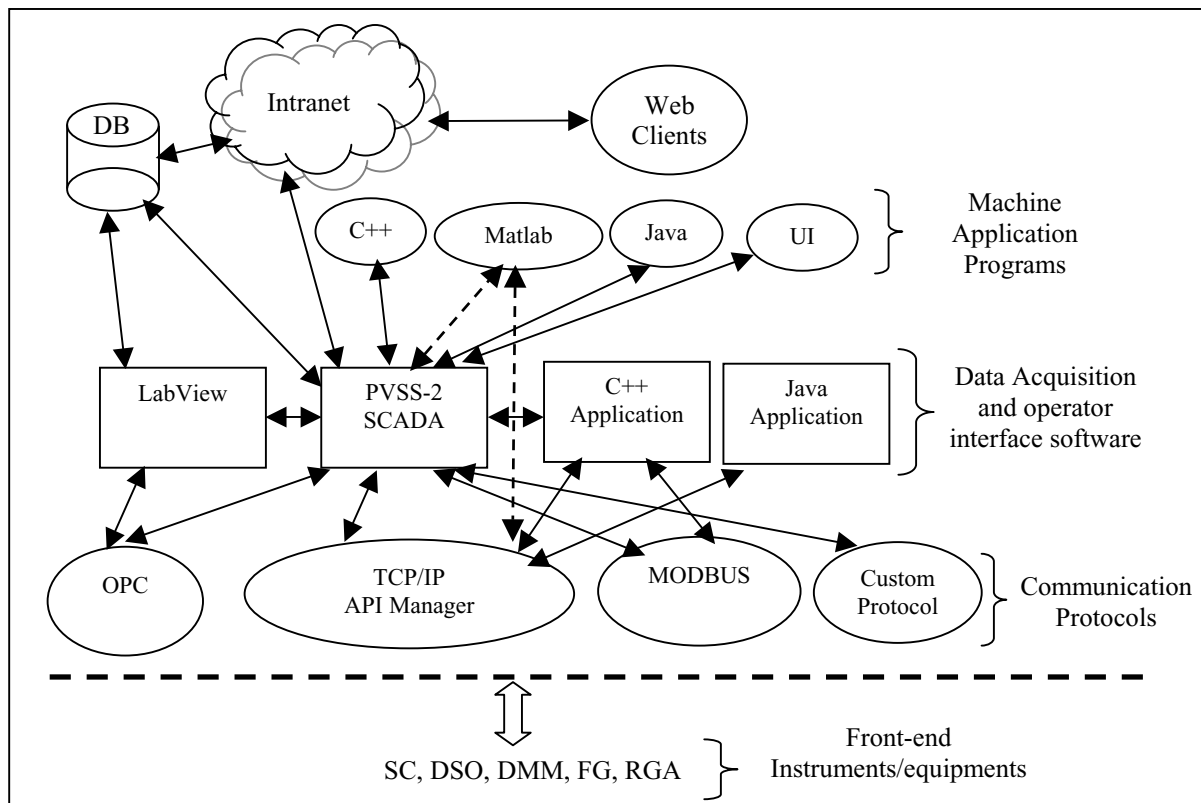 Intranet
DB
Web
Clients
C++
Matlab
Java
UI
Machine
Application
Programs
LabView
PVSS-2
SCADA
C++
Application
Java
Application
Data Acquisition
and operator
interface software
OPC
TCP/IP
API Manager
MODBUS
Custom
Protocol
Communication
Protocols
SC, DSO, DMM, FG, RGA
Front-end
Instruments/equipments